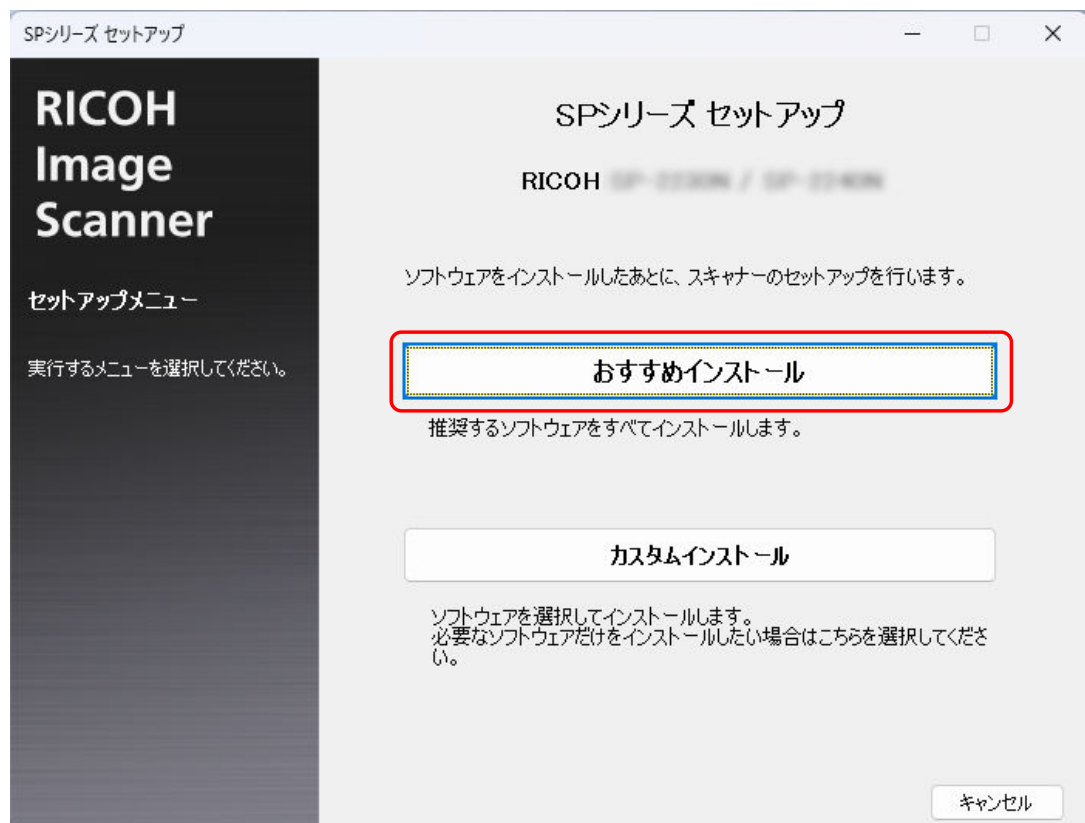 SPシリーズ セットアップ
RICOH
Image
Scanner
セットアップメニュー
実行するメニューを選択してください。
SPシリーズ セットアップ
RICOH
ソフトウェアをインストールしたあとに、スキャナーのセットアップを行います。
おすすめインストール
推奨するソフトウェアをすべてインストールします。
カスタムインストール
ソフトウェアを選択してインストールします。
必要なソフトウェアだけをインストールしたい場合はこちらを選択してくださ
い。
キャンセル